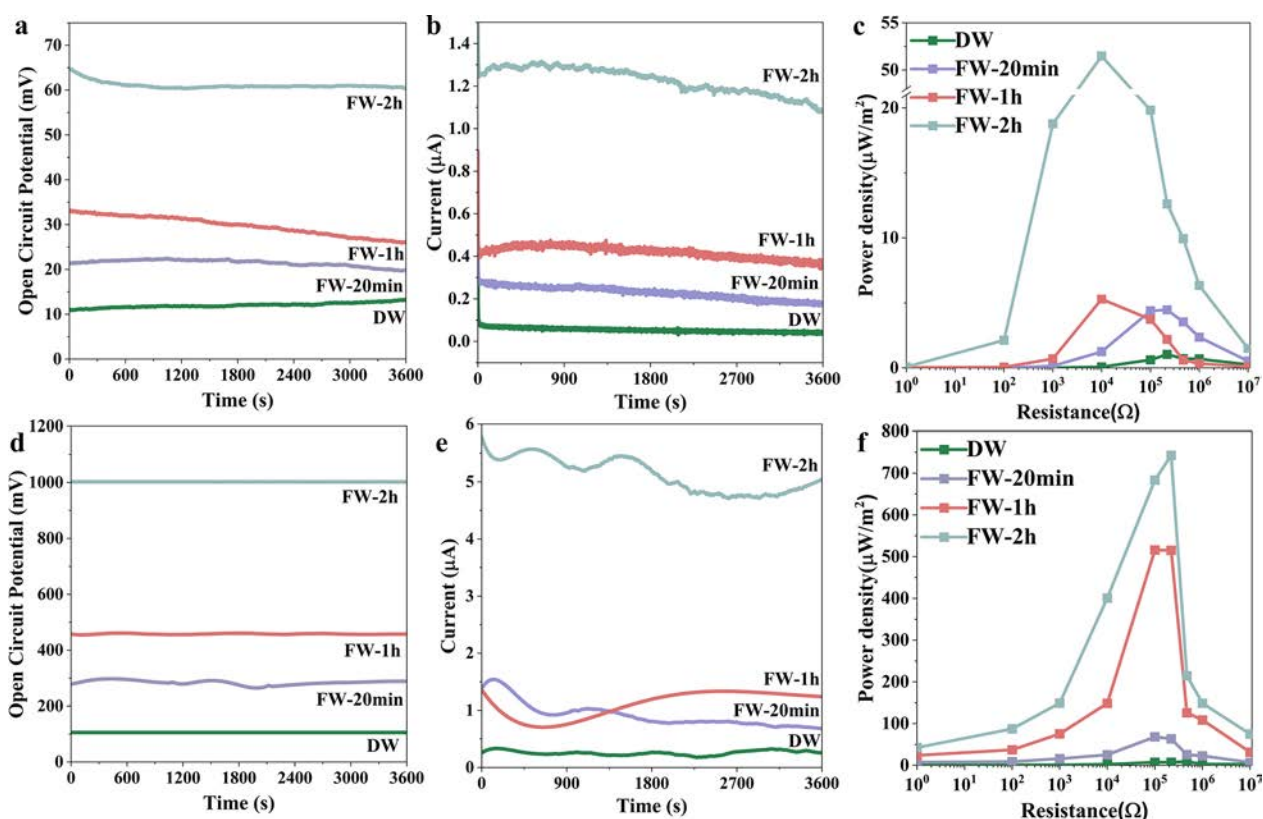 a
Open Circuit Potential (mV)
70
60
50
40
30
20
10
0
FW-2h
FW-1h
FW-20min
DW
0 600 1200 1800 2400 3000 3600
Time (s)
b
Current (μA)
1.4
1.2
1.0
0.8
0.6
0.4
0.2
0.0
FW-2h
FW-1h
FW-20min
DW
0 900 1800 2700 3600
Time (s)
c
Power density(μW/m²)
55
50
20
10
0
DW
FW-20min
FW-1h
FW-2h
10⁰ 10¹ 10² 10³ 10⁴ 10⁵ 10⁶ 10⁷
Resistance(Ω)
d
Open Circuit Potential (mV)
1200
1000
800
600
400
200
0
FW-2h
FW-1h
FW-20min
DW
0 600 1200 1800 2400 3000 3600
Time (s)
e
Current (μA)
6
5
4
3
2
1
0
FW-2h
FW-1h
FW-20min
DW
0 900 1800 2700 3600
Time (s)
f
Power density(μW/m²)
800
700
600
500
400
300
200
100
0
DW
FW-20min
FW-1h
FW-2h
10⁰ 10¹ 10² 10³ 10⁴ 10⁵ 10⁶ 10⁷
Resistance(Ω)